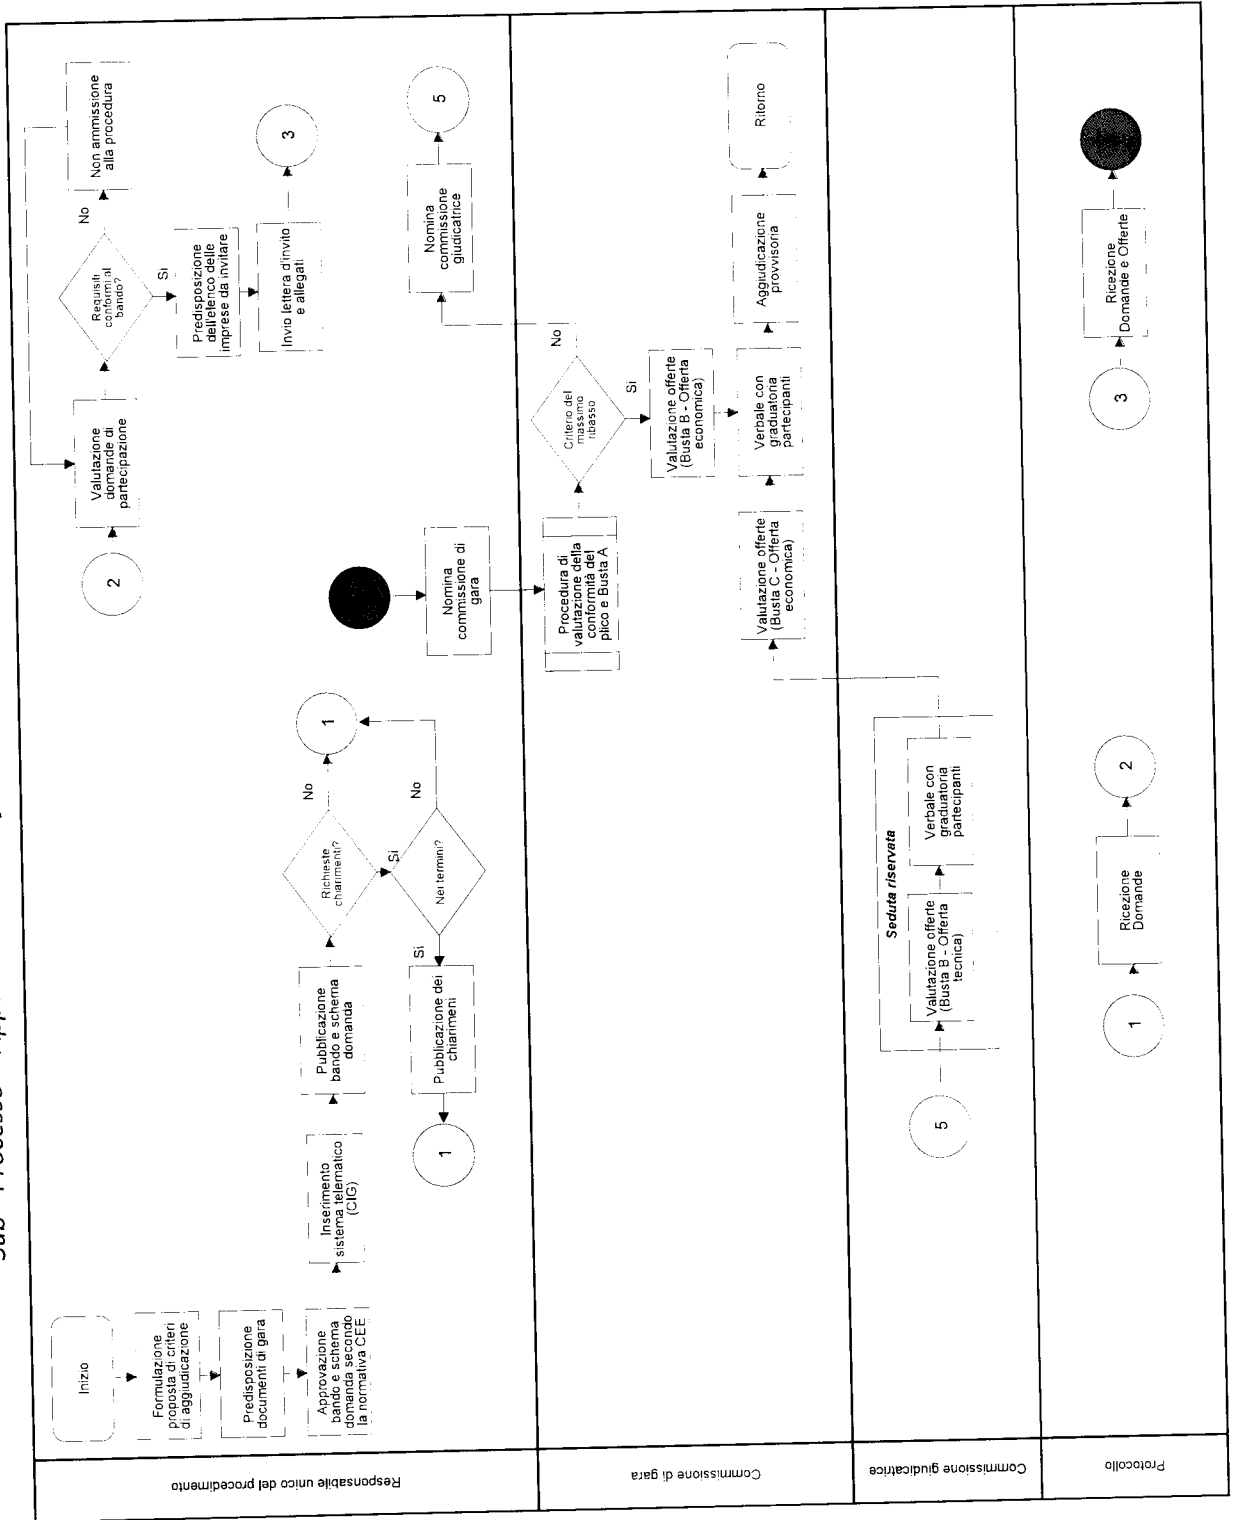 Sub - Processo
Responsabile unico del procedimento
Inizio
Formulazione
proposta di criteri
di aggiudicazione
Predisposizione
documenti di gara
Approvazione
bando e schema
domanda secondo
la normativa CEE
Inserimento
sistema telematico
(CIG)
Pubblicazione
bando e schema
domanda
Richieste
chiarimenti?
No
1
Si
Nei termini?
No
Si
Pubblicazione dei
chiarimeni
1
2
Valutazione
domande di
partecipazione
Requisiti
conformi al
bando?
No
Non ammissione
alla procedura
Si
Predisposizione
dell'elenco delle
imprese da invitare
Invio lettera d'invito
e allegati
3
Nomina
commissione di
gara
Nomina
commissione
giudicatrice
5
Commissione di gara
Procedura di
valutazione della
conformità del
plico e Busta A
Criterio del
massimo
ribasso
No
Si
Valutazione offerte
(Busta B - Offerta
economica)
Valutazione offerte
(Busta C - Offerta
economica)
Verbale con
graduatoria
partecipanti
Aggiudicazione
provvisoria
Ritorno
Commissione giudicatrice
5
Seduta riservata
Valutazione offerte
(Busta B - Offerta
tecnica)
Verbale con
graduatoria
partecipanti
Protocollo
1
Ricezione
Domande
2
3
Ricezione
Domande e Offerte